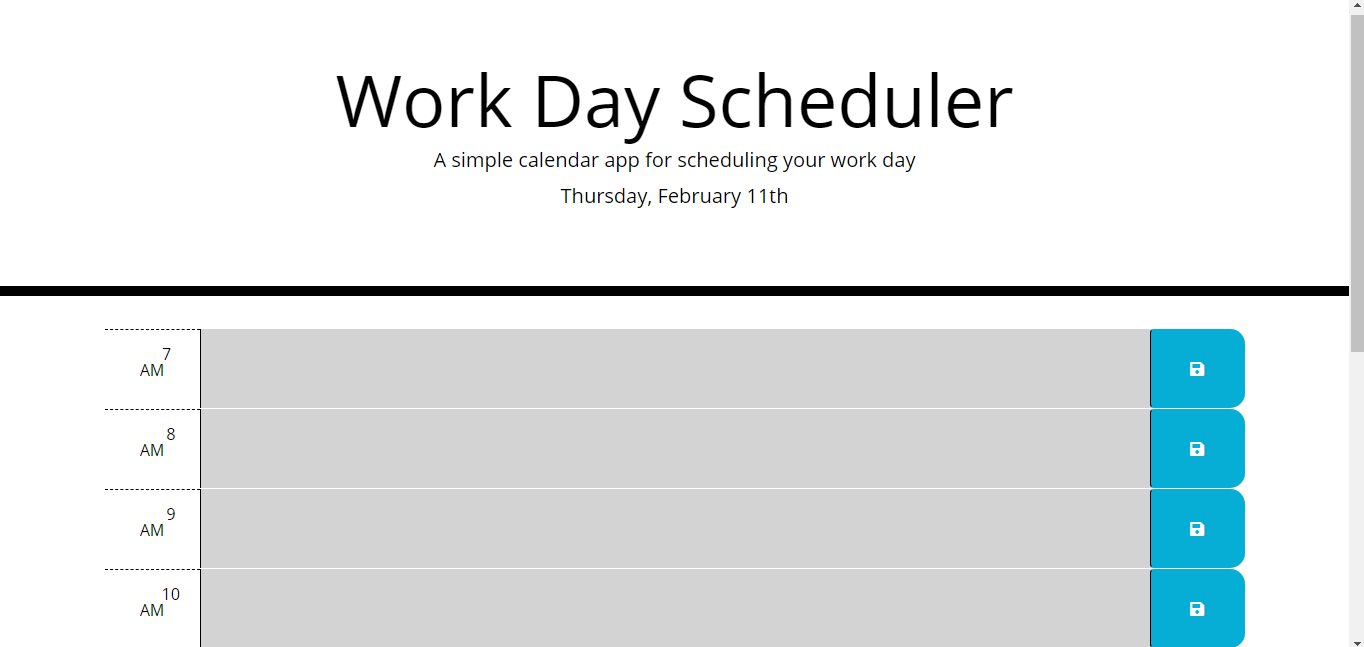 Work Day Scheduler
A simple calendar app for scheduling your work day
Thursday, February 11th
7
AM
8
AM
9
AM
10
AM